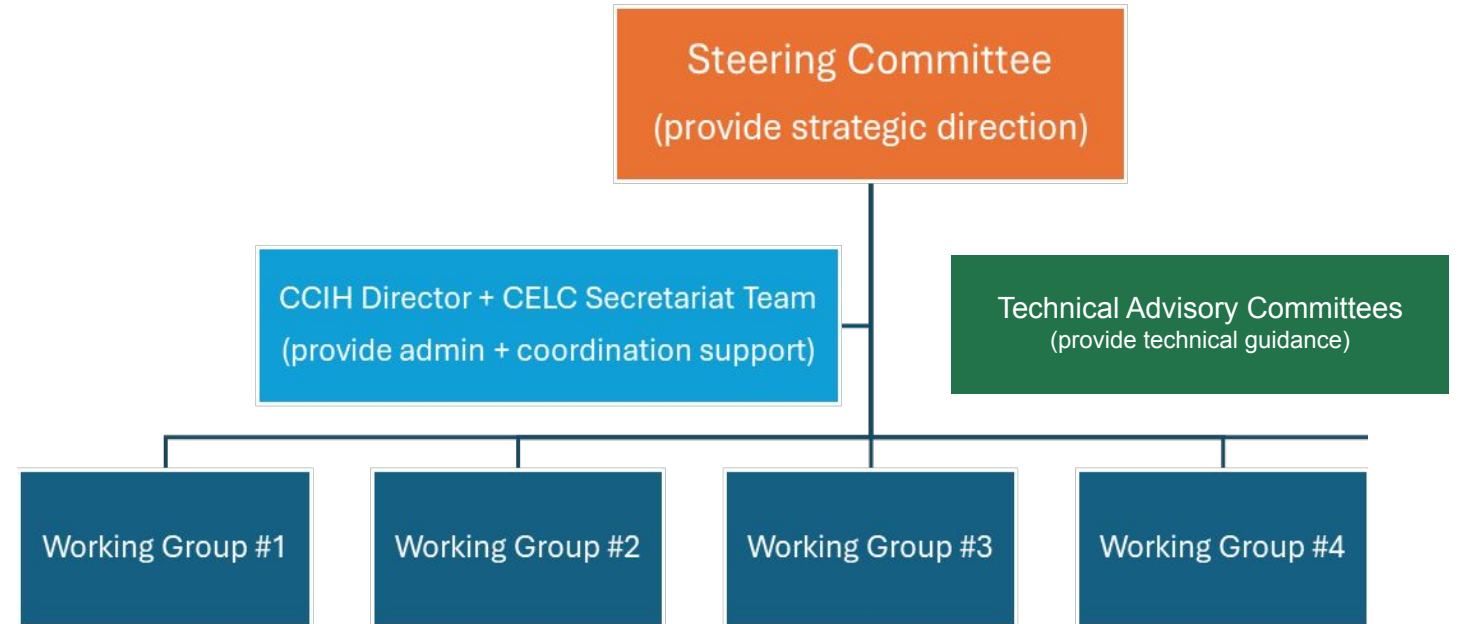 Steering Committee
(provide strategic direction)
CCIH Director + CELC Secretariat Team
(provide admin + coordination support)
Technical Advisory Committees
(provide technical guidance)
Working Group #1
Working Group #2
Working Group #3
Working Group #4